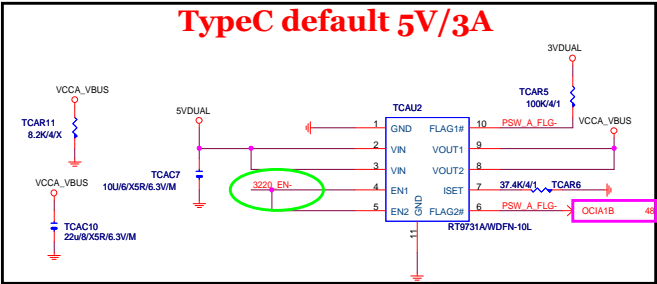 TypeC default 5V/3A
3VDUAL
VCCA_VBUS
TCAR11
8.2K/4/X
5VDUAL
TCAU2
TCAR5
100K/4/1
VCCA_VBUS
1 GND FLAG1# 10 PSW_A_FLG-
2 VIN VOUT1 9
3 VIN VOUT2 8
TCAC7
10U/6/X5R/6.3V/M
3220_EN- 4 EN1 ISET 7 37.4K/4/1 TCAR6
5 EN2 GND FLAG2# 6 PSW_A_FLG- OCIA1B 48
VCCA_VBUS
TCAC10
22u/8/X5R/6.3V/M
11
RT9731A/WDFN-10L